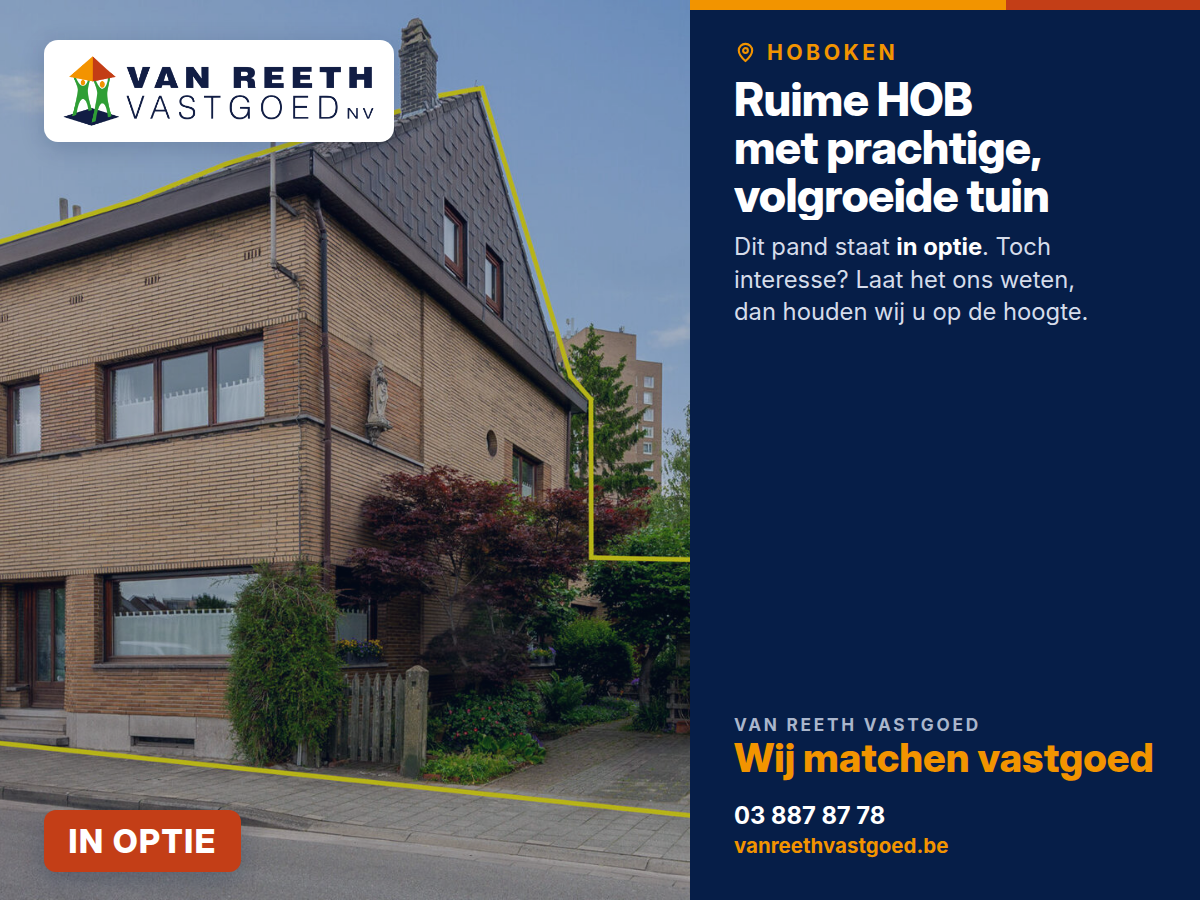 VAN REETH
VASTGOED NV
HOBOKEN
Ruime HOB
met prachtige,
volgroeide tuin
Dit pand staat in optie. Toch
interesse? Laat het ons weten,
dan houden wij u op de hoogte.
VAN REETH VASTGOED
Wij matchen vastgoed
03 887 87 78
vanreethvastgoed.be
IN OPTIE